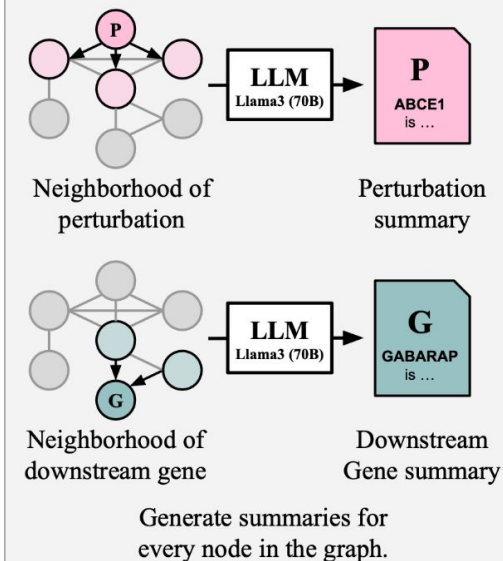 P
LLM
Llama3 (70B)
P
ABCE1
is ...
Neighborhood of
perturbation
Perturbation
summary
LLM
Llama3 (70B)
G
GABARAP
is ...
G
Neighborhood of
downstream gene
Downstream
Gene summary
Generate summaries for
every node in the graph.